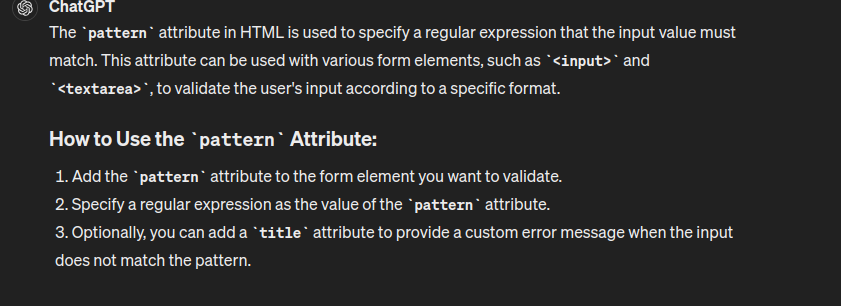 ChatGPT
The `pattern` attribute in HTML is used to specify a regular expression that the input value must
match. This attribute can be used with various form elements, such as `<input>` and
`<textarea>`, to validate the user's input according to a specific format.
How to Use the `pattern` Attribute:
1. Add the `pattern` attribute to the form element you want to validate.
2. Specify a regular expression as the value of the `pattern` attribute.
3. Optionally, you can add a `title` attribute to provide a custom error message when the input
does not match the pattern.